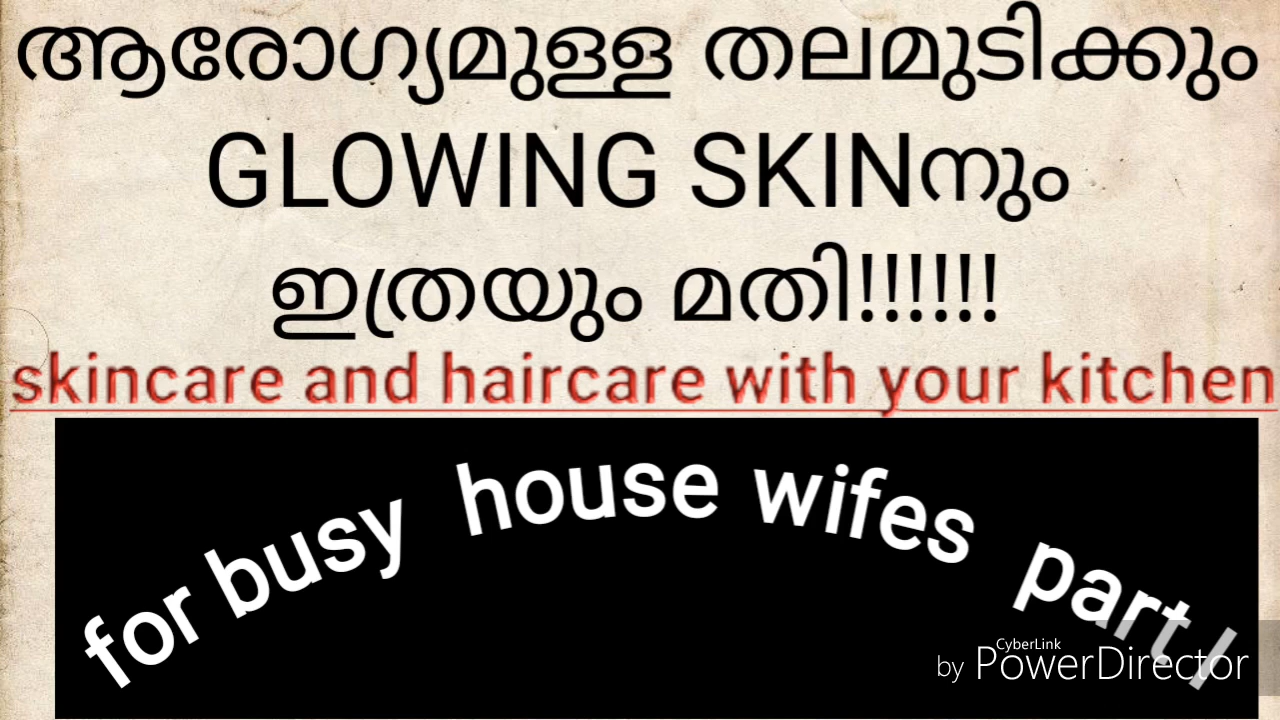 ആരോഗ്യമുള്ള തലമുടിക്കും
GLOWING SKINനും
ഇത്രയും മതി!!!!!!
skincare and haircare with your kitchen
for busy house wifes part I
CyberLink
by PowerDirector